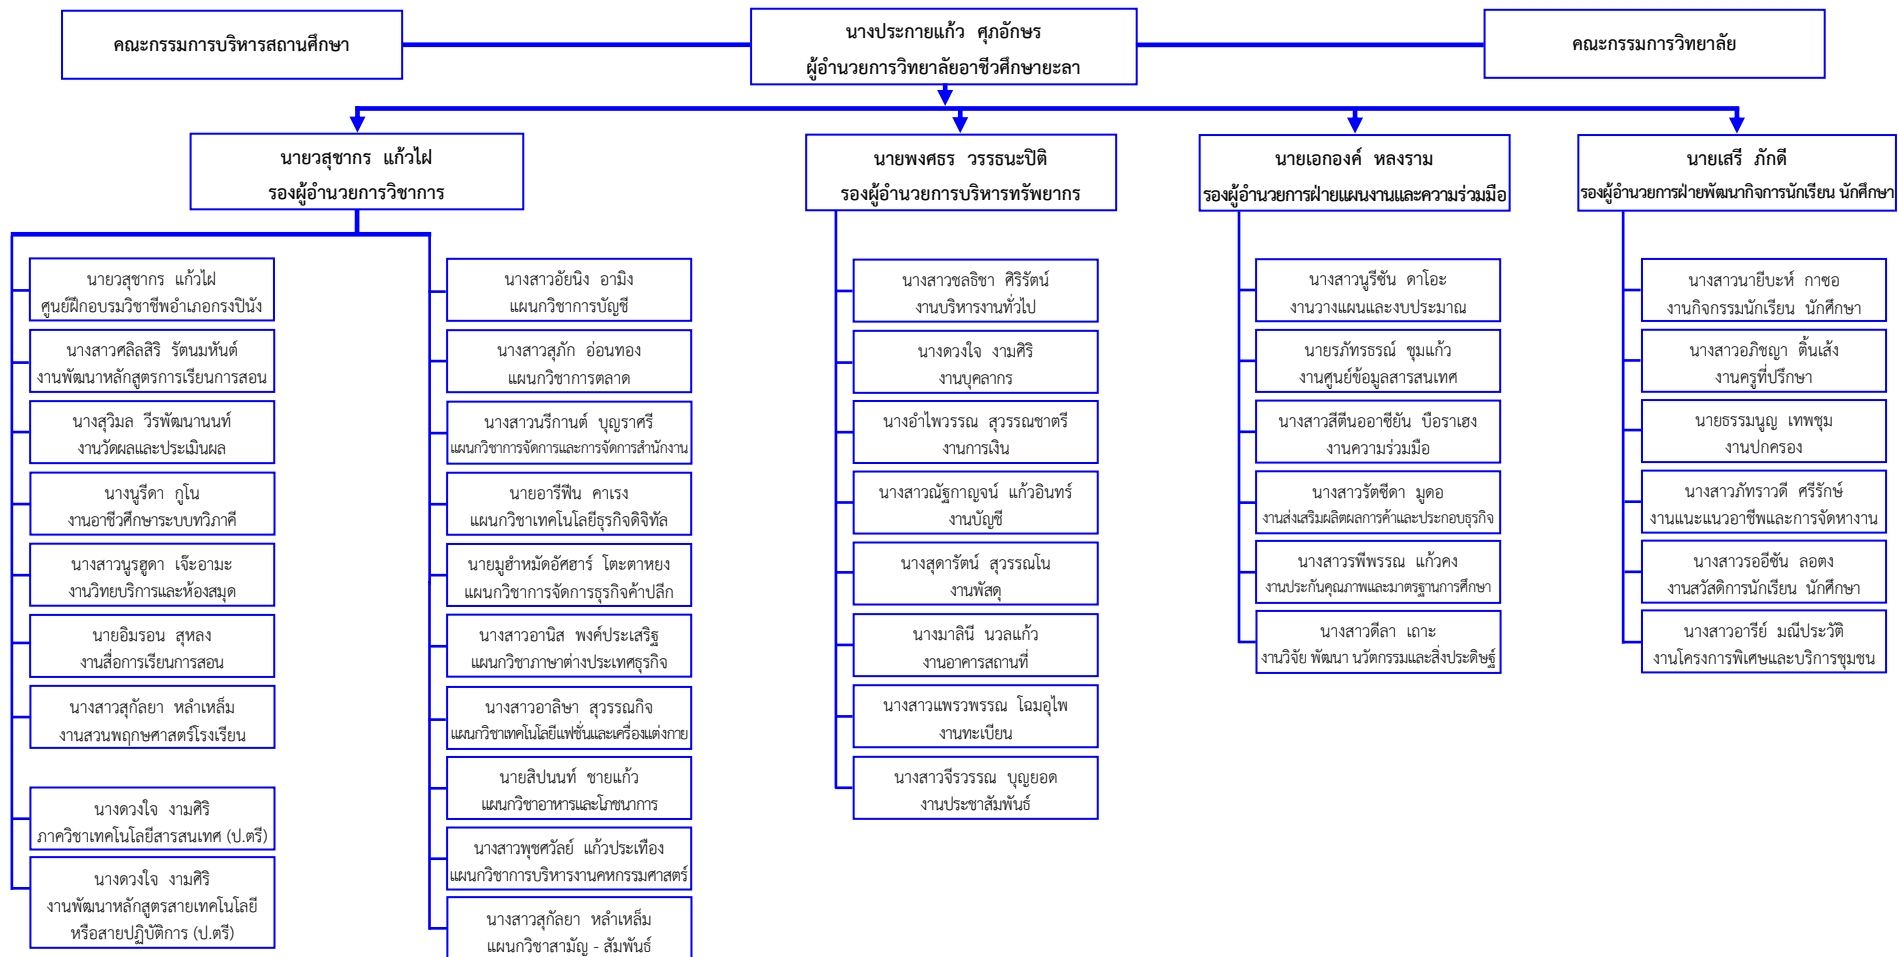 คณะกรรมการบริหารสถานศึกษา
นางประกายแก้ว ศุภอักษร
ผู้อำนวยการวิทยาลัยอาชีวศึกษายะลา
คณะกรรมการวิทยาลัย
นายวสุชากร แก้วไฝ
รองผู้อำนวยการวิชาการ
นายพงศธร วรรธนะปิติ
รองผู้อำนวยการบริหารทรัพยากร
นายเอกองค์ หลงราม
รองผู้อำนวยการฝ่ายแผนงานและความร่วมมือ
นายเสรี ภักดี
รองผู้อำนวยการฝ่ายพัฒนากิจการนักเรียน นักศึกษา
นายวสุชากร แก้วไฝ
ศูนย์ฝึกอบรมวิชาชีพอำเภอกรงปินัง
นางสาวศลิลสิริ รัตนมหันต์
งานพัฒนาหลักสูตรการเรียนการสอน
นางสุวิมล วีรพัฒนานนท์
งานวัดผลและประเมินผล
นางนูรีดา กูโน
งานอาชีวศึกษาระบบทวิภาคี
นางสาวนูรฮูดา เจ๊ะอามะ
งานวิทยบริการและห้องสมุด
นายอิมรอน สุหลง
งานสื่อการเรียนการสอน
นางสาวสุกัลยา หลำเหล็ม
งานสวนพฤกษศาสตร์โรงเรียน
นางดวงใจ งามศิริ
ภาควิชาเทคโนโลยีสารสนเทศ (ป.ตรี)
นางดวงใจ งามศิริ
งานพัฒนาหลักสูตรสายเทคโนโลยี
หรือสายปฏิบัติการ (ป.ตรี)
นางสาวอัยนิง อามิง
แผนกวิชาการบัญชี
นางสาวสุภัก อ่อนทอง
แผนกวิชาการตลาด
นางสาวนรีกานต์ บุญราศรี
แผนกวิชาการจัดการและการจัดการสำนักงาน
นายอารีฟีน คาเรง
แผนกวิชาเทคโนโลยีธุรกิจดิจิทัล
นายมูฮำหมัดอัศฮาร์ โตะตาหยง
แผนกวิชาการจัดการธุรกิจค้าปลีก
นางสาวอานิส พงค์ประเสริฐ
แผนกวิชาภาษาต่างประเทศธุรกิจ
นางสาวอาลิษา สุวรรณกิจ
แผนกวิชาเทคโนโลยีแฟชั่นและเครื่องแต่งกาย
นายสิปนนท์ ชายแก้ว
แผนกวิชาอาหารและโภชนาการ
นางสาวพุชศวัลย์ แก้วประเทือง
แผนกวิชาการบริหารงานคหกรรมศาสตร์
นางสาวสุกัลยา หลำเหล็ม
แผนกวิชาสามัญ - สัมพันธ์
นางสาวชลธิชา ศิริรัตน์
งานบริหารงานทั่วไป
นางดวงใจ งามศิริ
งานบุคลากร
นางอำไพวรรณ สุวรรณชาตรี
งานการเงิน
นางสาวณัฐกาญจน์ แก้วอินทร์
งานบัญชี
นางสุดารัตน์ สุวรรณโน
งานพัสดุ
นางมาลินี นวลแก้ว
งานอาคารสถานที่
นางสาวแพรวพรรณ โฉมอุไพ
งานทะเบียน
นางสาวจีรวรรณ บุญยอด
งานประชาสัมพันธ์
นางสาวนูรีซัน ดาโอะ
งานวางแผนและงบประมาณ
นายรภัทรธรณ์ ชุมแก้ว
งานศูนย์ข้อมูลสารสนเทศ
นางสาวสีตีนออาซียัน บือราเฮง
งานความร่วมมือ
นางสาวรัตซีดา มูดอ
งานส่งเสริมผลิตผลการค้าและประกอบธุรกิจ
นางสาวรพีพรรณ แก้วคง
งานประกันคุณภาพและมาตรฐานการศึกษา
นางสาวดีลา เถาะ
งานวิจัย พัฒนา นวัตกรรมและสิ่งประดิษฐ์
นางสาวนายีบะห์ กาซอ
งานกิจกรรมนักเรียน นักศึกษา
นางสาวอภิชญา ติ้นเส้ง
งานครูที่ปรึกษา
นายธรรมนูญ เทพชุม
งานปกครอง
นางสาวภัทราวดี ศรีรักษ์
งานแนะแนวอาชีพและการจัดหางาน
นางสาวรออีซัน ลอตง
งานสวัสดิการนักเรียน นักศึกษา
นางสาวอารีย์ มณีประวัติ
งานโครงการพิเศษและบริการชุมชน